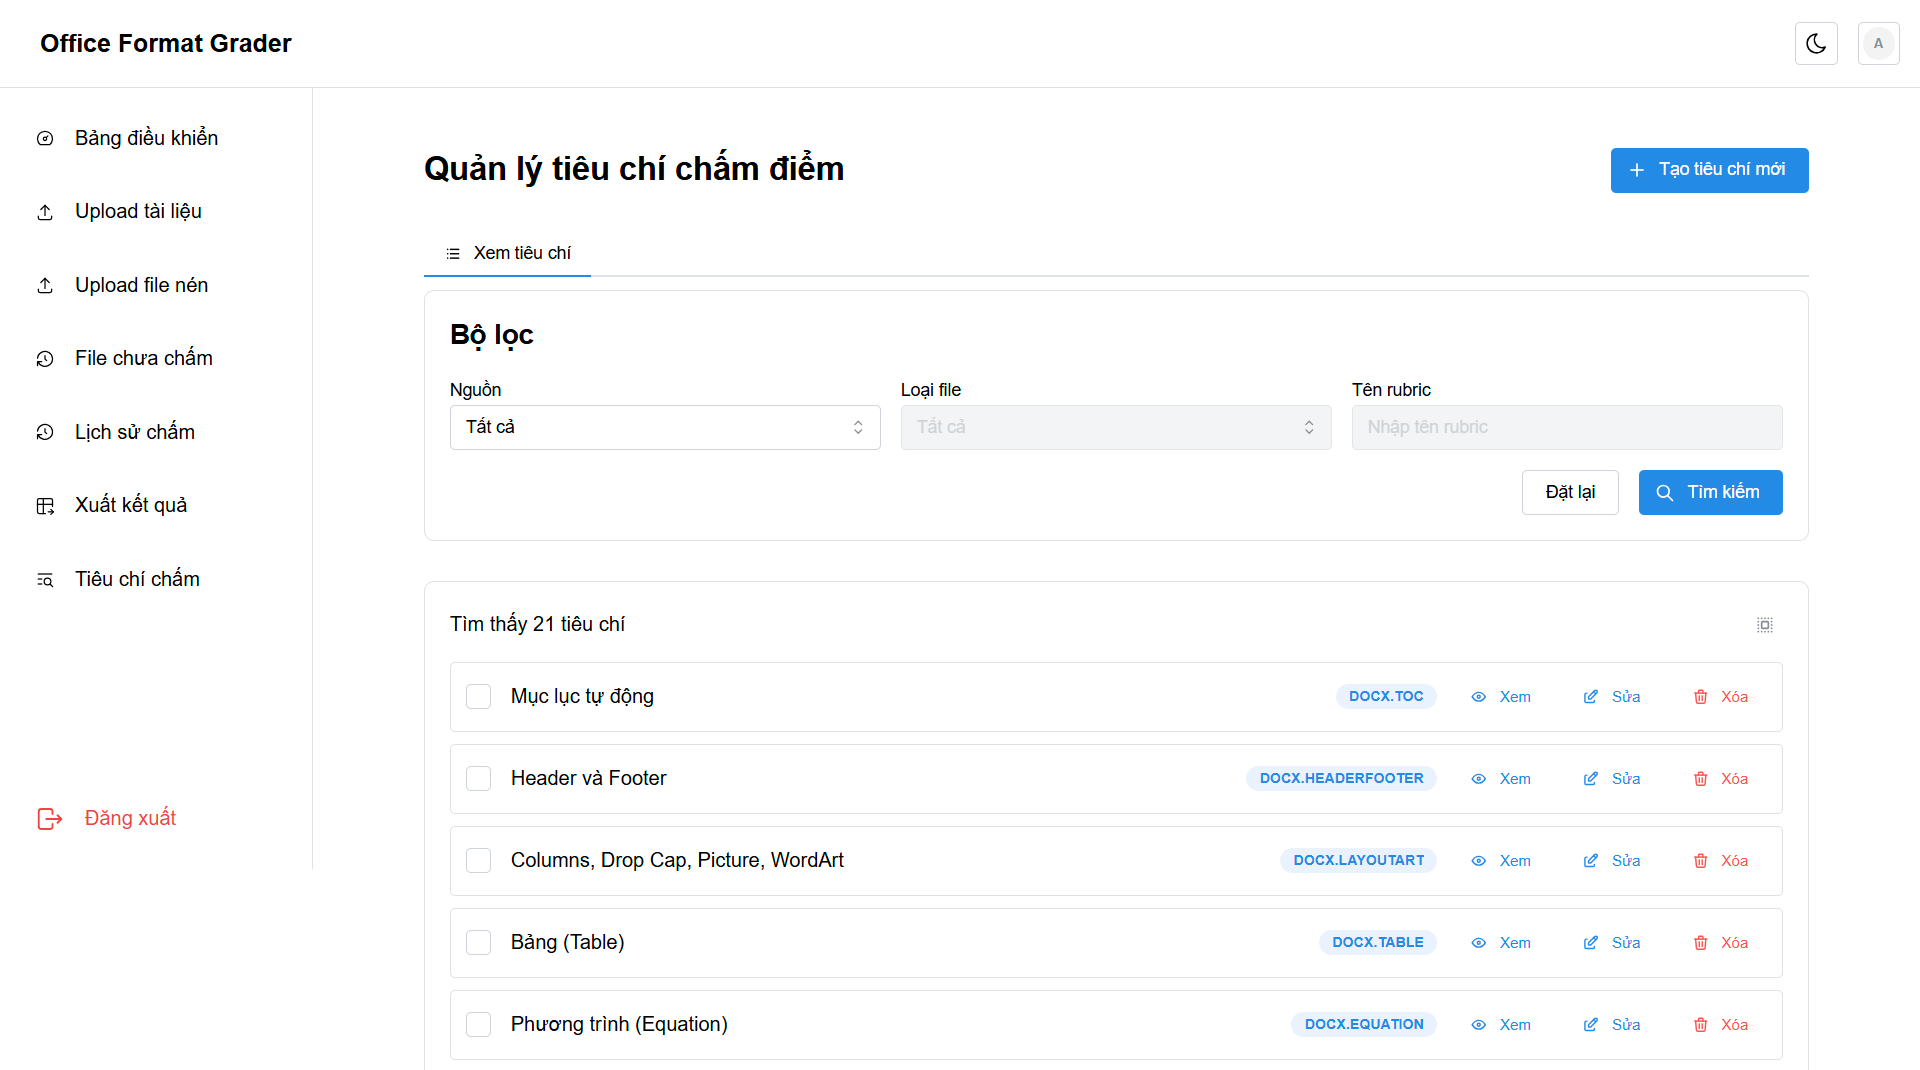 Office Format Grader
A
Bảng điều khiển
Upload tài liệu
Upload file nén
File chưa chấm
Lịch sử chấm
Xuất kết quả
Tiêu chí chấm
Đăng xuất
Quản lý tiêu chí chấm điểm
Tạo tiêu chí mới
Xem tiêu chí
Bộ lọc
Nguồn
Tất cả
Loại file
Tất cả
Tên rubric
Nhập tên rubric
Đặt lại
Tìm kiếm
Tìm thấy 21 tiêu chí
Mục lục tự động DOCX.TOC Xem Sửa Xóa
Header và Footer DOCX.HEADERFOOTER Xem Sửa Xóa
Columns, Drop Cap, Picture, WordArt DOCX.LAYOUTART Xem Sửa Xóa
Bảng (Table) DOCX.TABLE Xem Sửa Xóa
Phương trình (Equation) DOCX.EQUATION Xem Sửa Xóa